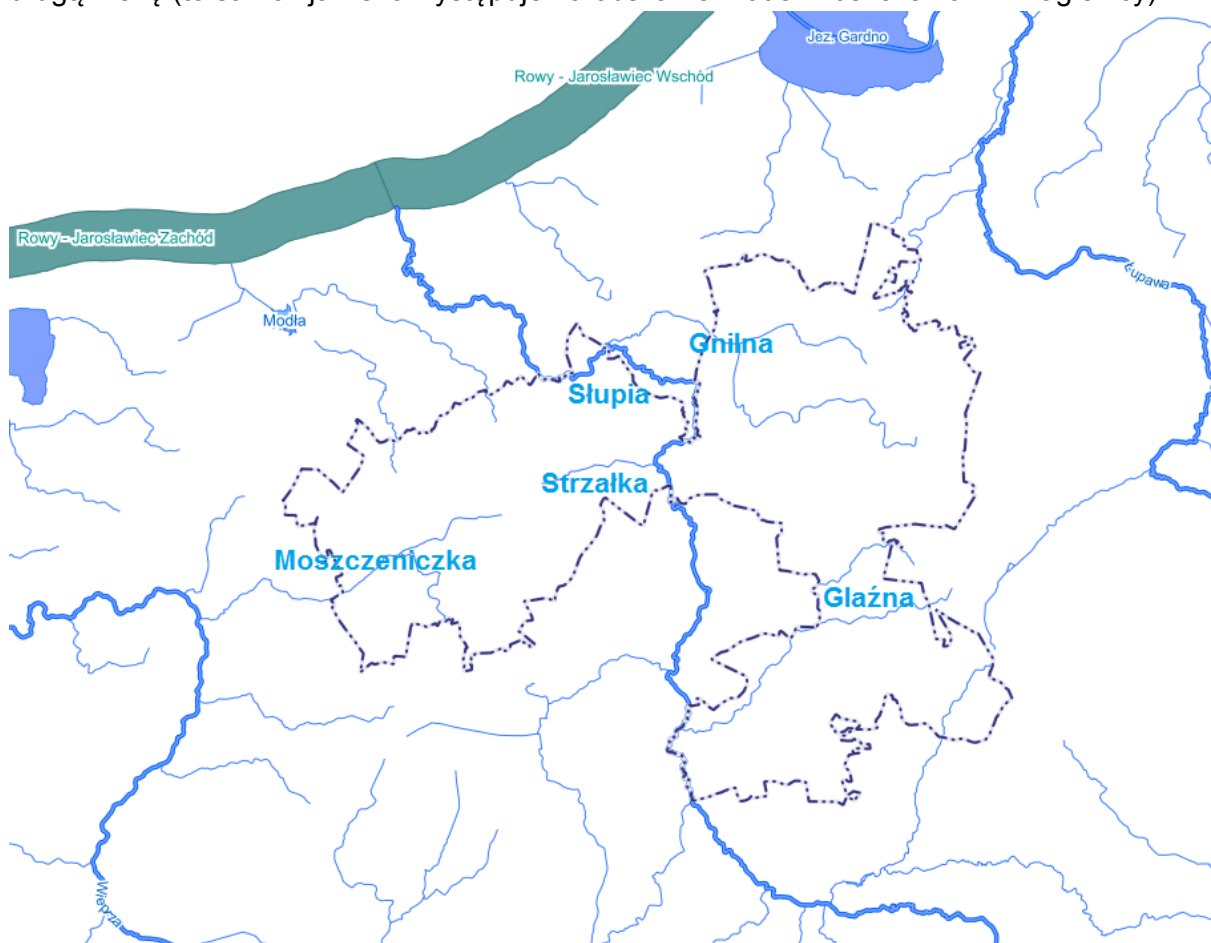 Jez. Gardno
Rowy - Jarosławiec Wschód
Rowy - Jarosławiec Zachód
Łupawa
Modła
Gnilna
Słupia
Strzałka
Moszczeniczka
Glaźna
Wieprza